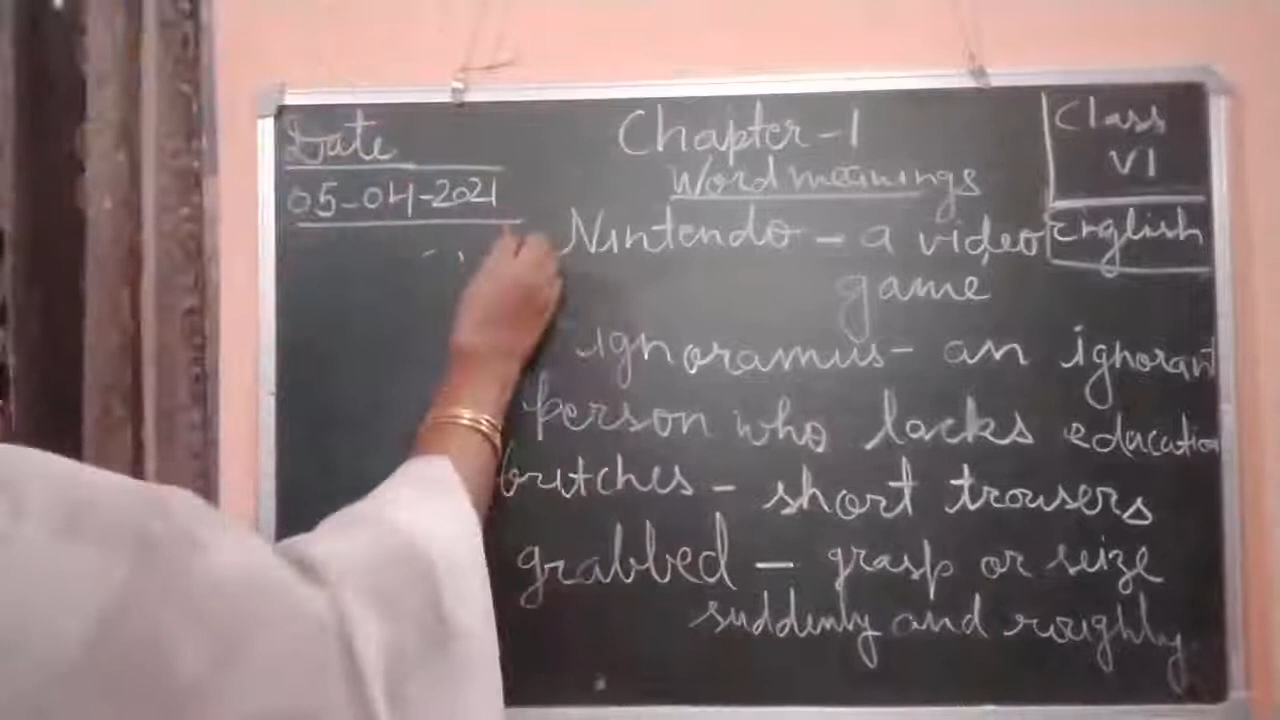 Date
05-04-2021
Chapter-1
Word meanings
Class
VI
English
Nintendo - a video
game
ignoramus - an ignorant
person who lacks education
britches - short trousers
grabbed - grasp or seize
suddenly and roughly